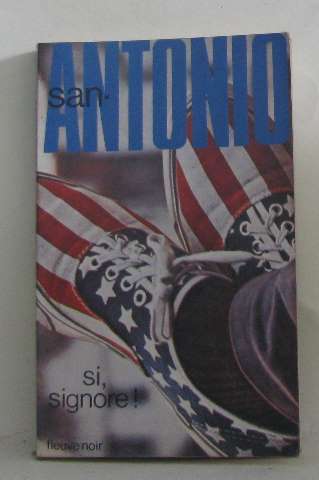 san-
ANTONIO
si,
signore!
fleuve noir